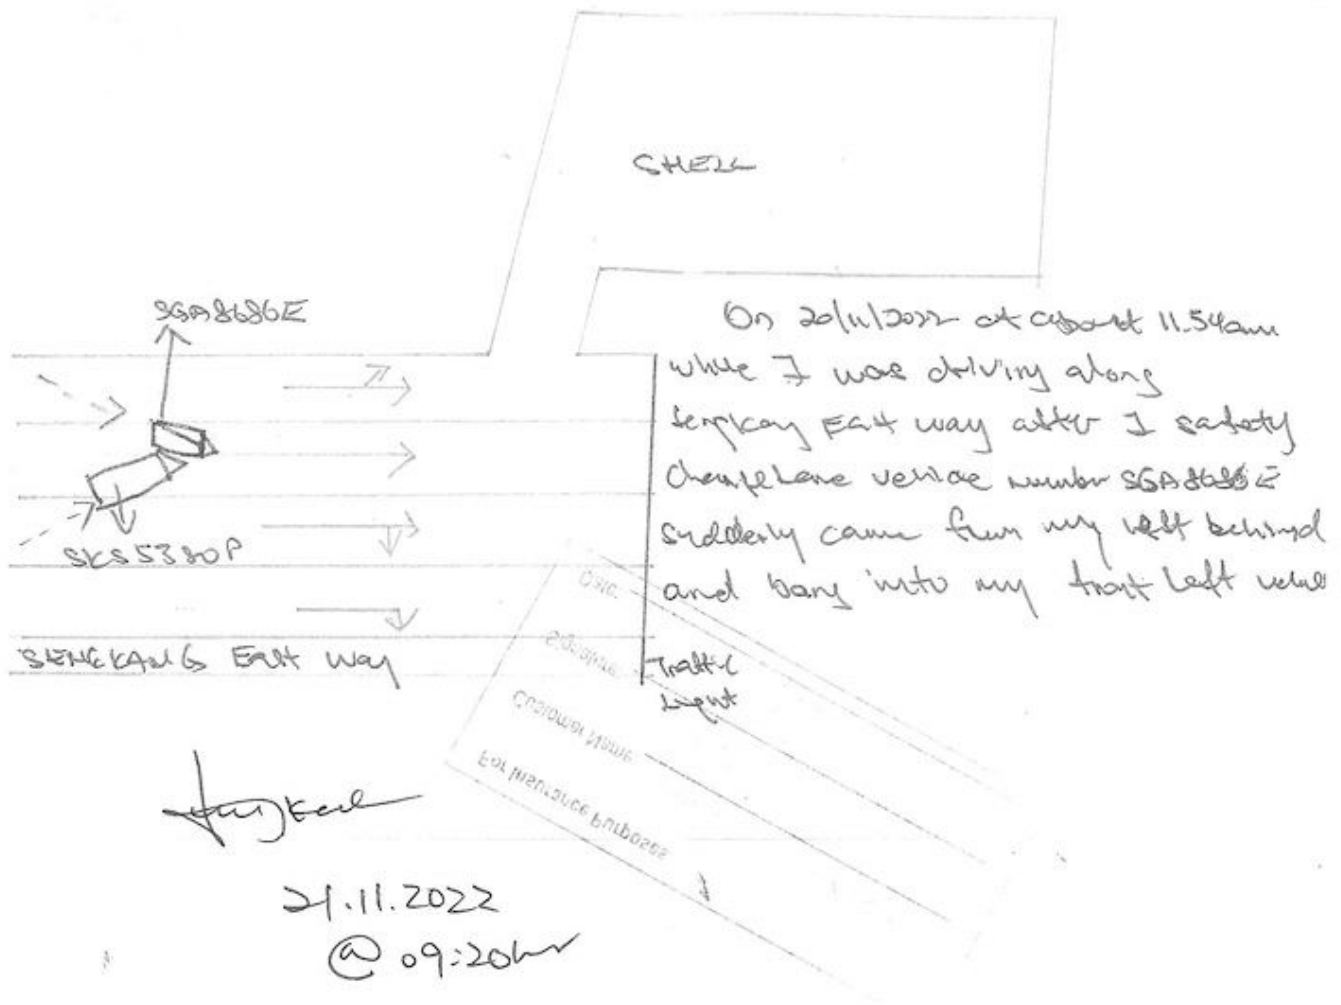 SHELL
SGA8686E
On 20/11/2022 at about 11.54am
while I was driving along
Sengkang East way after I safety
Change lane vehicle number SGA8686E
suddenly came from my left behind
and bang into my front left
SKS5380P
SENGKANG East Way
Traffic
Light
Date:
Signature
Customer Name
For Insurance Purposes
21.11.2022
@ 09:20hr